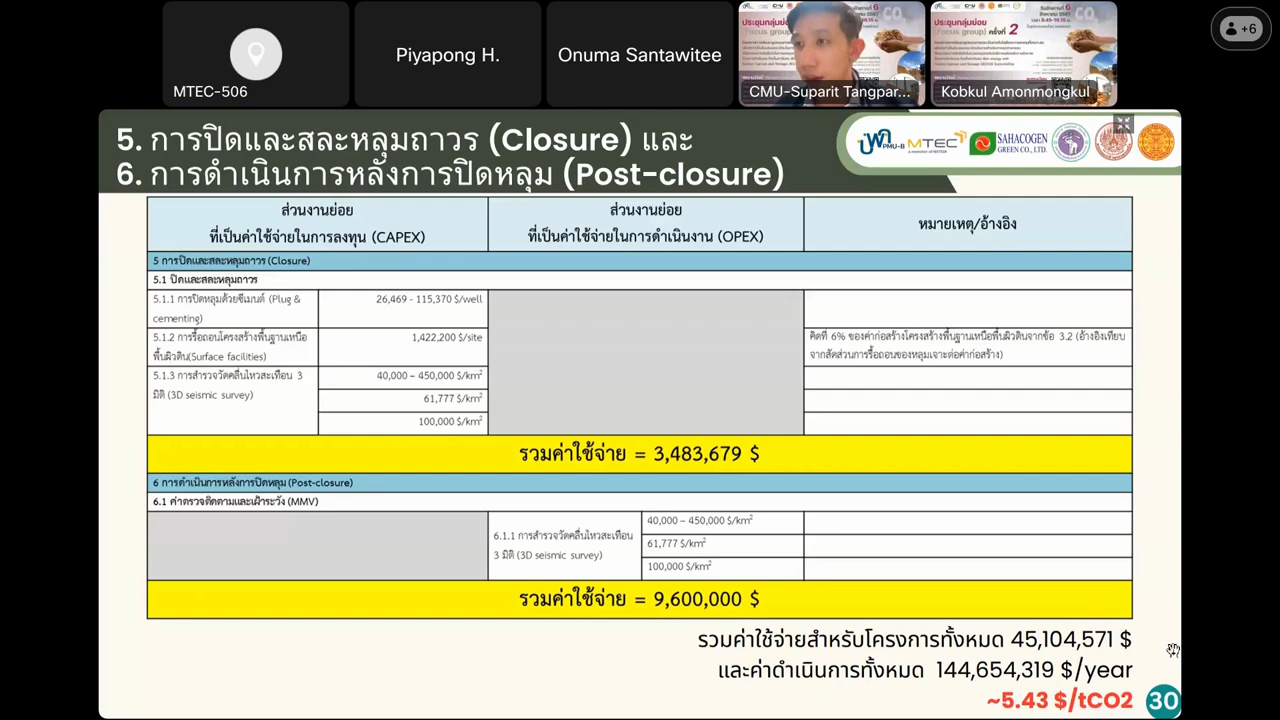 +6
MTEC-506
Piyapong H.
Onuma Santawitee
CMU-Suparit Tangpar...
Kobkul Amonmongkul
ประชุมกลุ่มย่อย
(Focus group) ครั้งที่ 2
5. การปิดและสละหลุมถาวร (Closure) และ
6. การดำเนินการหลังการปิดหลุม (Post-closure)
บพค
PMU-B
MTEC
a member of NSTDA
SAHACOGEN
GREEN CO., LTD.
ส่วนงานย่อย
ที่เป็นค่าใช้จ่ายในการลงทุน (CAPEX)
ส่วนงานย่อย
ที่เป็นค่าใช้จ่ายในการดำเนินงาน (OPEX)
หมายเหตุ/อ้างอิง
5 การปิดและสละหลุมถาวร (Closure)
5.1 ปิดและสละหลุมถาวร
5.1.1 การปิดหลุมด้วยซีเมนต์ (Plug &
cementing)
26,469 - 115,370 $/well
5.1.2 การรื้อถอนโครงสร้างพื้นฐานเหนือ
พื้นผิวดิน(Surface facilities)
1,422,200 $/site
คิดที่ 6% ของค่าก่อสร้างโครงสร้างพื้นฐานเหนือพื้นผิวดินจากข้อ 3.2 (อ้างอิงเทียบ
จากสัดส่วนการรื้อถอนของหลุมเจาะต่อค่าก่อสร้าง)
5.1.3 การสำรวจวัดคลื่นไหวสะเทือน 3
มิติ (3D seismic survey)
40,000 – 450,000 $/km²
61,777 $/km²
100,000 $/km²
รวมค่าใช้จ่าย = 3,483,679 $
6 การดำเนินการหลังการปิดหลุม (Post-closure)
6.1 ค่าตรวจติดตามและเฝ้าระวัง (MMV)
6.1.1 การสำรวจวัดคลื่นไหวสะเทือน
3 มิติ (3D seismic survey)
40,000 – 450,000 $/km²
61,777 $/km²
100,000 $/km²
รวมค่าใช้จ่าย = 9,600,000 $
รวมค่าใช้จ่ายสำหรับโครงการทั้งหมด 45,104,571 $
และค่าดำเนินการทั้งหมด 144,654,319 $/year
~5.43 $/tCO2
30